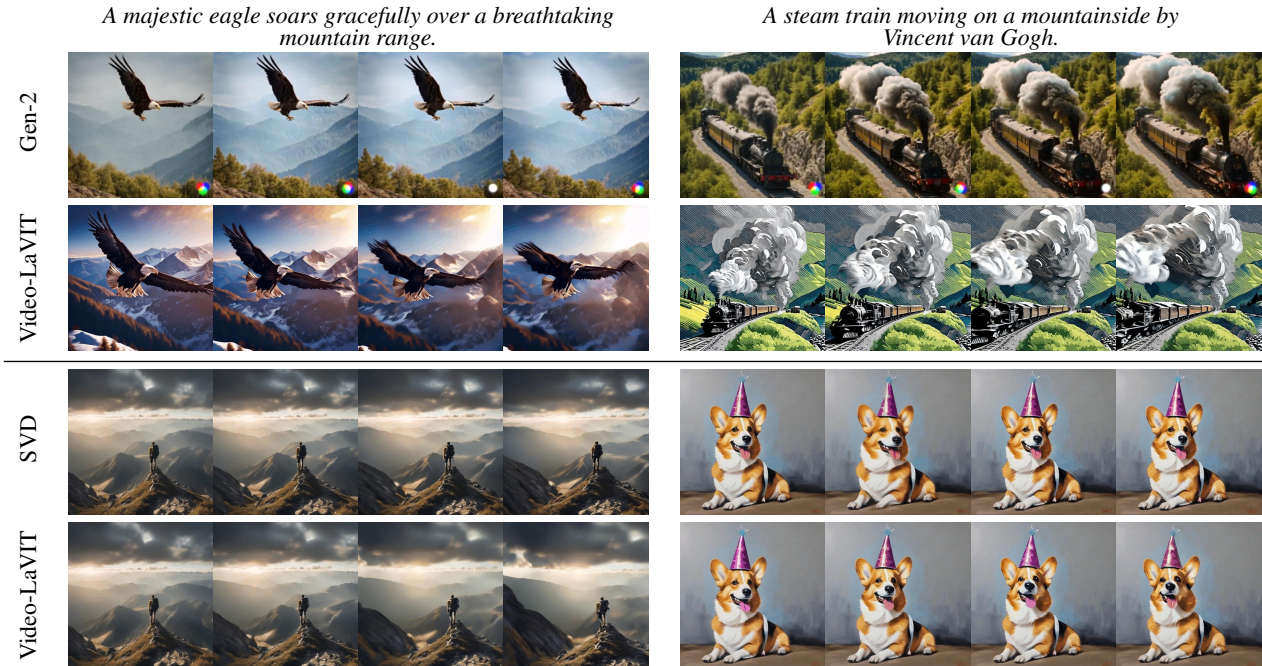 A majestic eagle soars gracefully over a breathtaking
mountain range.
A steam train moving on a mountainside by
Vincent van Gogh.
Gen-2
Video-LaVIT
SVD
Video-LaVIT